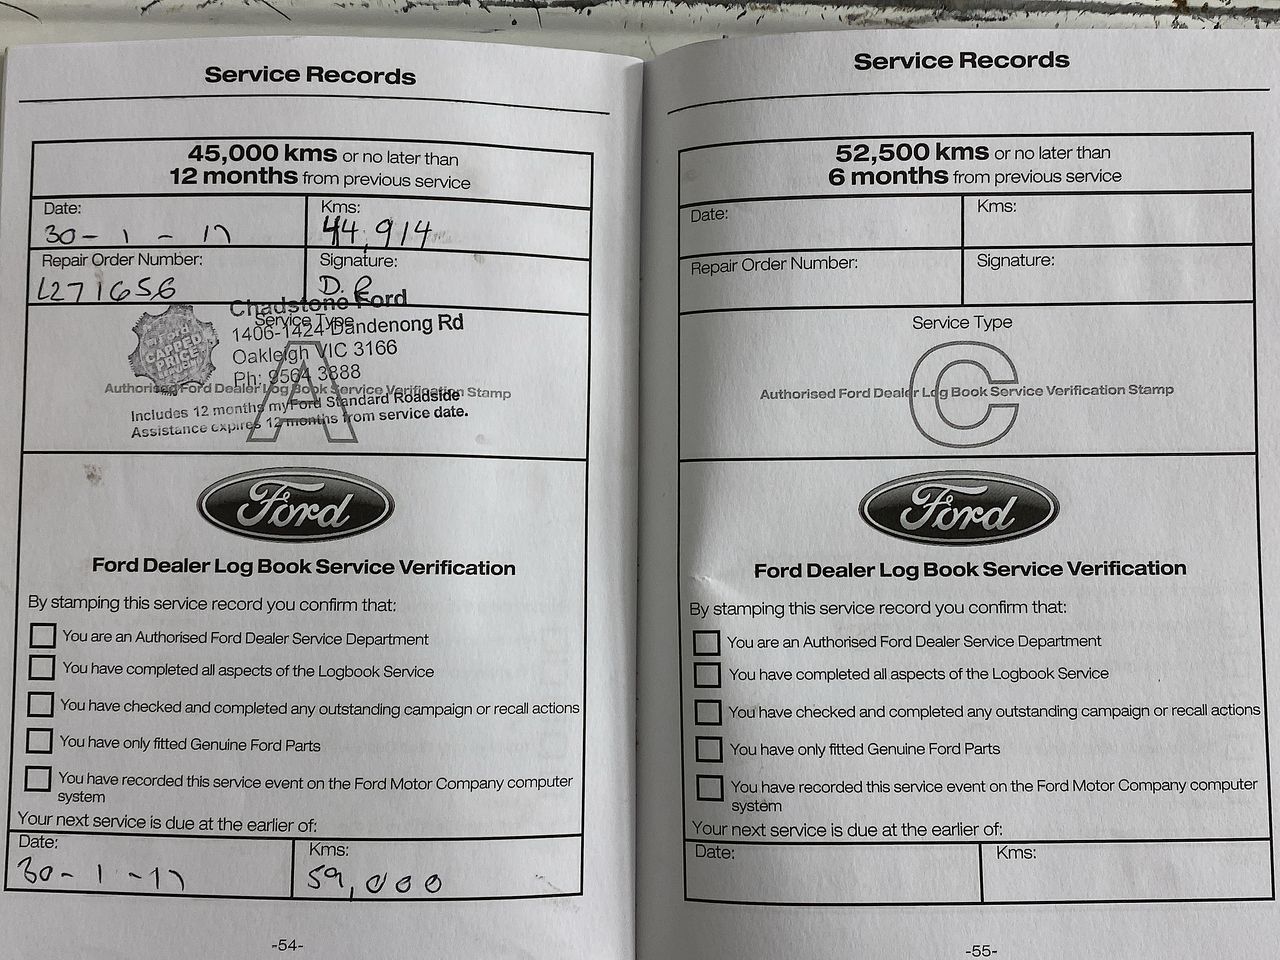 Service Records
45,000 kms or no later than
12 months from previous service
Date:
30 - 1 - 17
Kms:
44,914
Repair Order Number:
L271656
Signature:
D.
Chadstone Ford
Service Type
1406-1424 Dandenong Rd
Oakleigh VIC 3166
Ph: 9564 3888
CAPPED
PRICE
A
Authorised Ford Dealer Log Book Service Verification Stamp
Includes 12 months myFord Standard Roadside
Assistance expires 12 months from service date.
Ford
Ford Dealer Log Book Service Verification
By stamping this service record you confirm that:
You are an Authorised Ford Dealer Service Department
You have completed all aspects of the Logbook Service
You have checked and completed any outstanding campaign or recall actions
You have only fitted Genuine Ford Parts
You have recorded this service event on the Ford Motor Company computer
system
Your next service is due at the earlier of:
Date:
30 - 1 - 17
Kms:
59,000
-54-
Service Records
52,500 kms or no later than
6 months from previous service
Date:
Kms:
Repair Order Number:
Signature:
Service Type
C
Authorised Ford Dealer Log Book Service Verification Stamp
Ford
Ford Dealer Log Book Service Verification
By stamping this service record you confirm that:
You are an Authorised Ford Dealer Service Department
You have completed all aspects of the Logbook Service
You have checked and completed any outstanding campaign or recall actions
You have only fitted Genuine Ford Parts
You have recorded this service event on the Ford Motor Company computer
system
Your next service is due at the earlier of:
Date:
Kms:
-55-